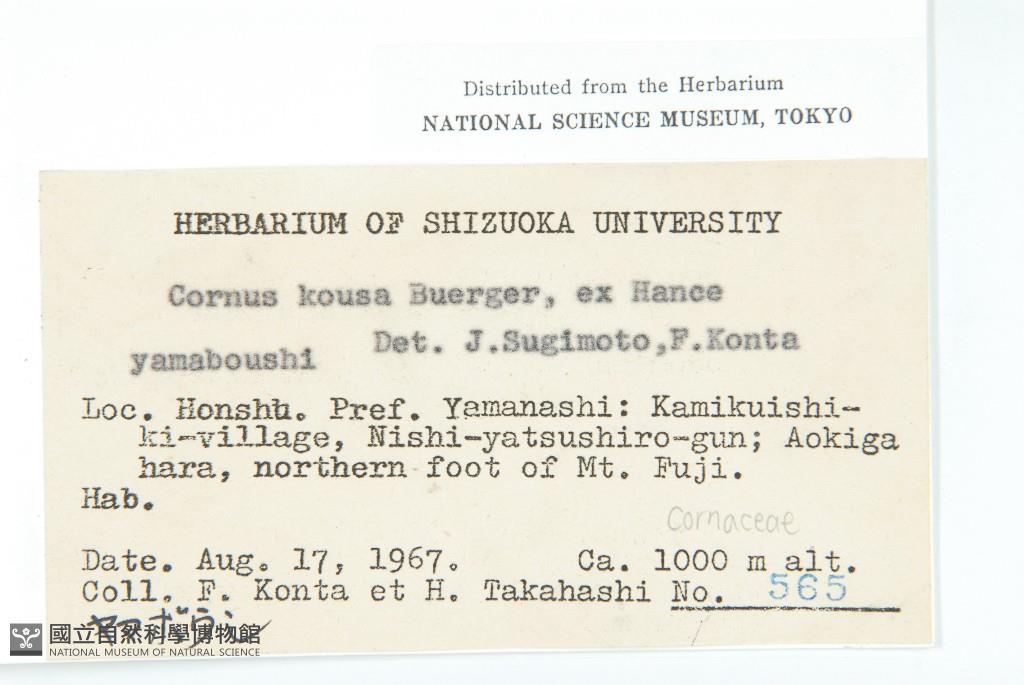 Distributed from the Herbarium
NATIONAL SCIENCE MUSEUM, TOKYO
HERBARIUM OF SHIZUOKA UNIVERSITY
Cornus kousa Buerger, ex Hance
Det. J.Sugimoto,F.Konta
yamaboushi
Loc. Honshu. Pref. Yamanashi: Kamikuishi-
ki-village, Nishi-yatsushiro-gun; Aokiga
hara, northern foot of Mt. Fuji.
Hab.
Cornaceae
Date. Aug. 17, 1967. Ca. 1000 m alt.
Coll. F. Konta et H. Takahashi No. 565
國立自然科學博物館
NATIONAL MUSEUM OF NATURAL SCIENCE